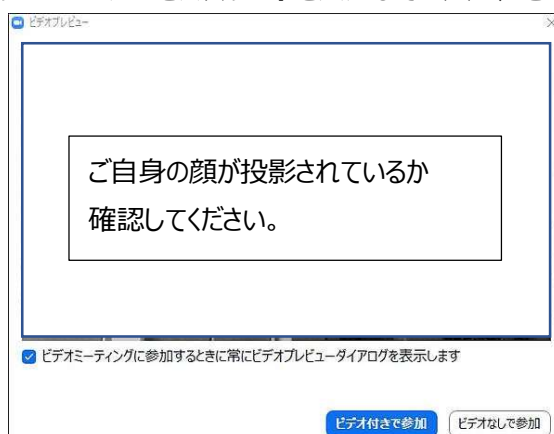 ビデオプレビュー
ご自身の顔が投影されているか
確認してください。
ビデオミーティングに参加するときに常にビデオプレビューダイアログを表示します
ビデオ付きで参加 ビデオなしで参加